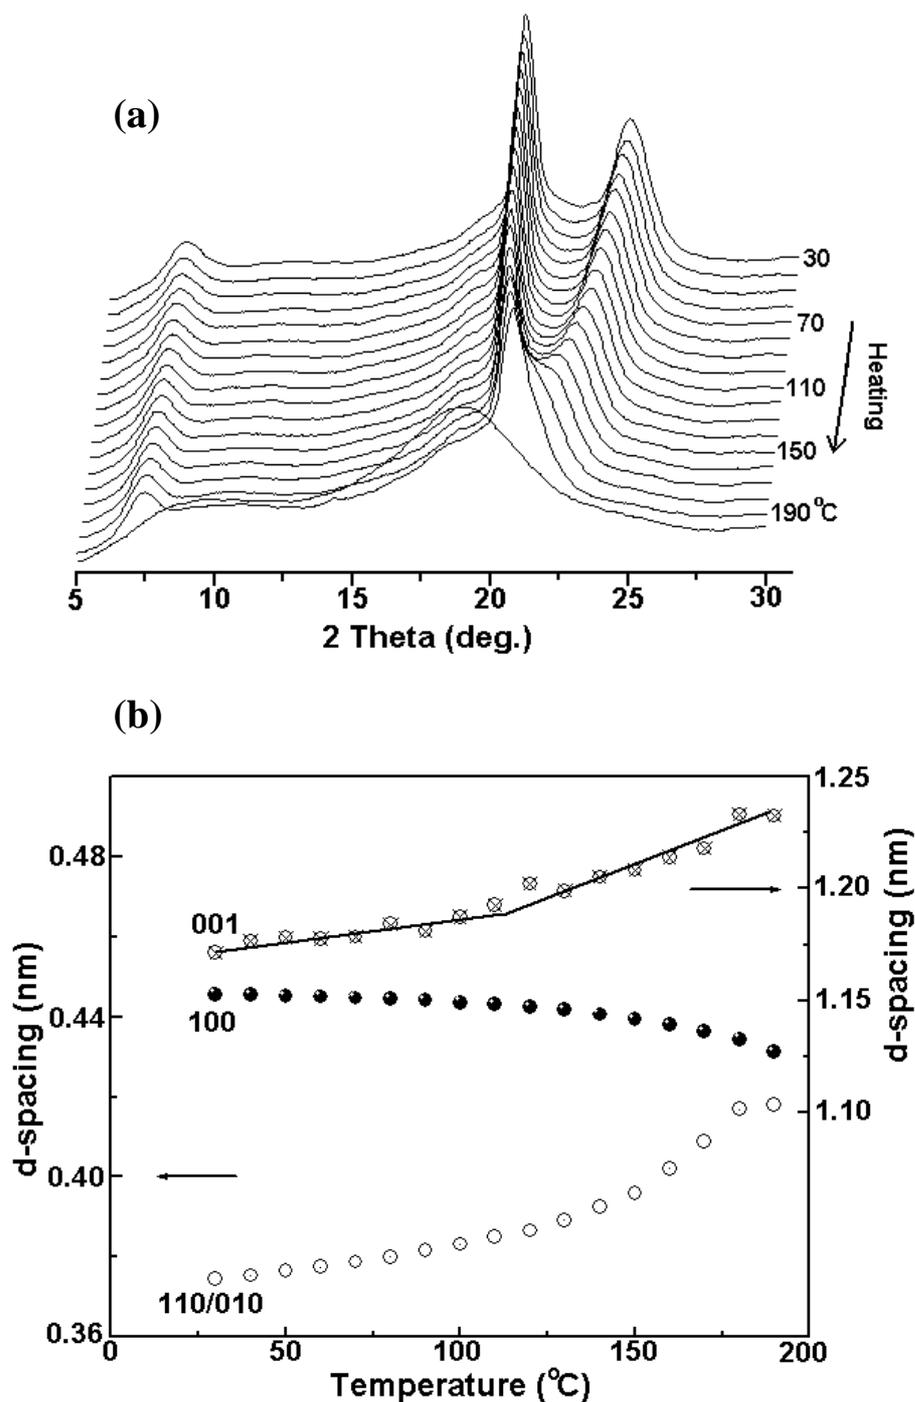 (a)
30
70
110
150
190 °C
Heating
5 10 15 20 25 30
2 Theta (deg.)
(b)
1.25
0.48
1.20
001
0.44
1.15
100
1.10
0.40
110/010
0.36
0 50 100 150 200
d-spacing (nm)
d-spacing (nm)
Temperature (°C)